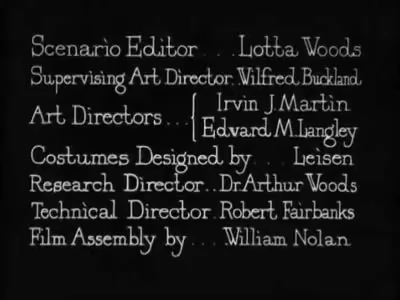 Scenario Editor . . . Lotta Woods
Supervising Art Director. Wilfred Buckland
Art Directors . . . { Irvin J. Martin
Edvard M. Langley
Costumes Designed by . . . Leisen
Research Director . . Dr. Arthur Woods
Technical Director. Robert Fairbanks
Film Assembly by . . . . William Nolan